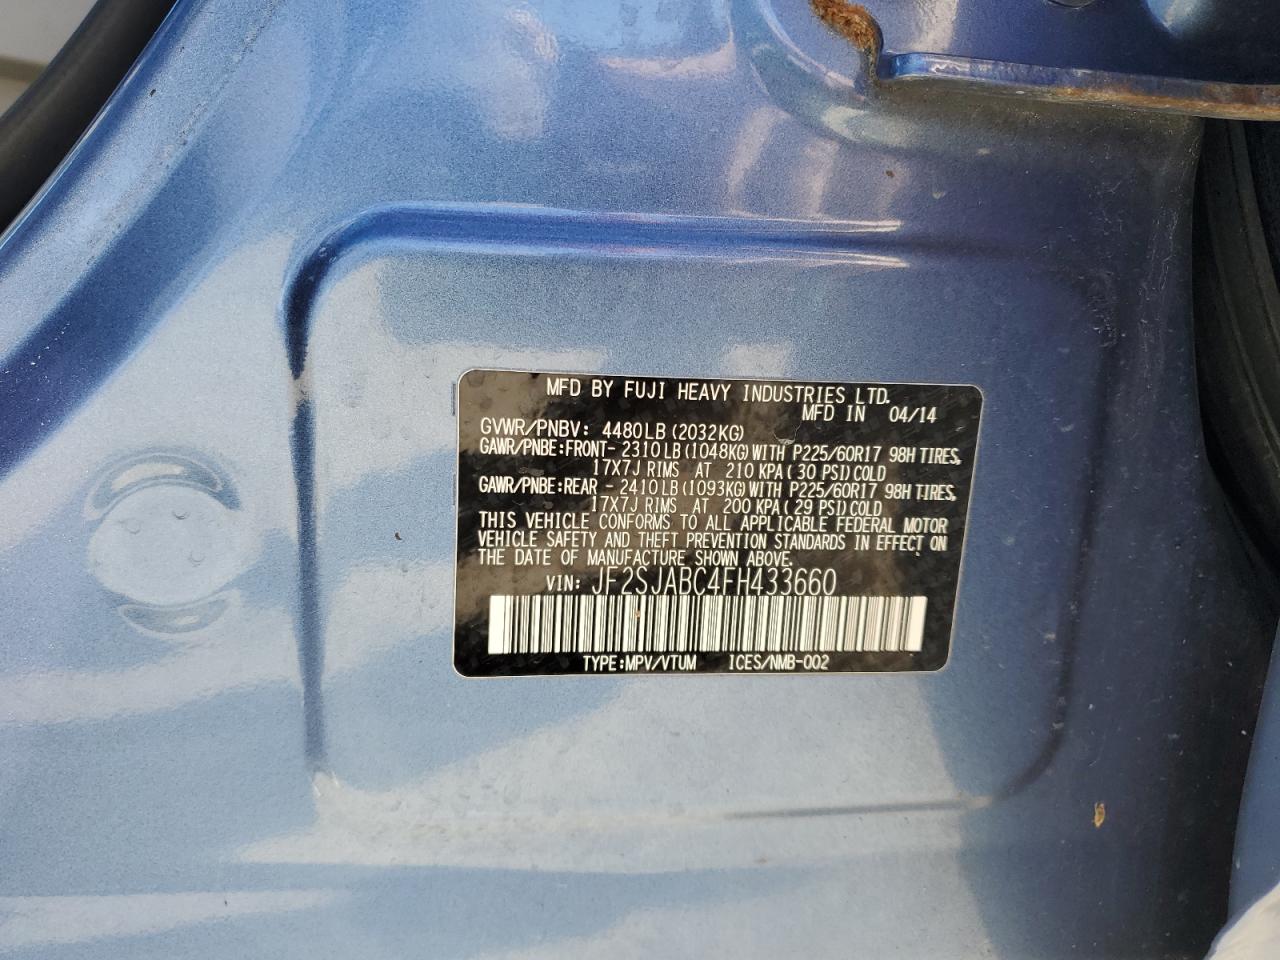 MFD BY FUJI HEAVY INDUSTRIES LTD.
MFD IN 04/14
GVWR/PNBV: 4480LB (2032KG)
GAWR/PNBE:FRONT- 2310LB (1048KG) WITH P225/60R17 98H TIRES,
17X7J RIMS AT 210 KPA ( 30 PSI) COLD
GAWR/PNBE:REAR - 2410LB (1093KG) WITH P225/60R17 98H TIRES,
17X7J RIMS AT 200 KPA ( 29 PSI) COLD
THIS VEHICLE CONFORMS TO ALL APPLICABLE FEDERAL MOTOR
VEHICLE SAFETY AND THEFT PREVENTION STANDARDS IN EFFECT ON
THE DATE OF MANUFACTURE SHOWN ABOVE.
VIN: JF2SJABC4FH433660
TYPE:MPV/VTUM ICES/NMB-002